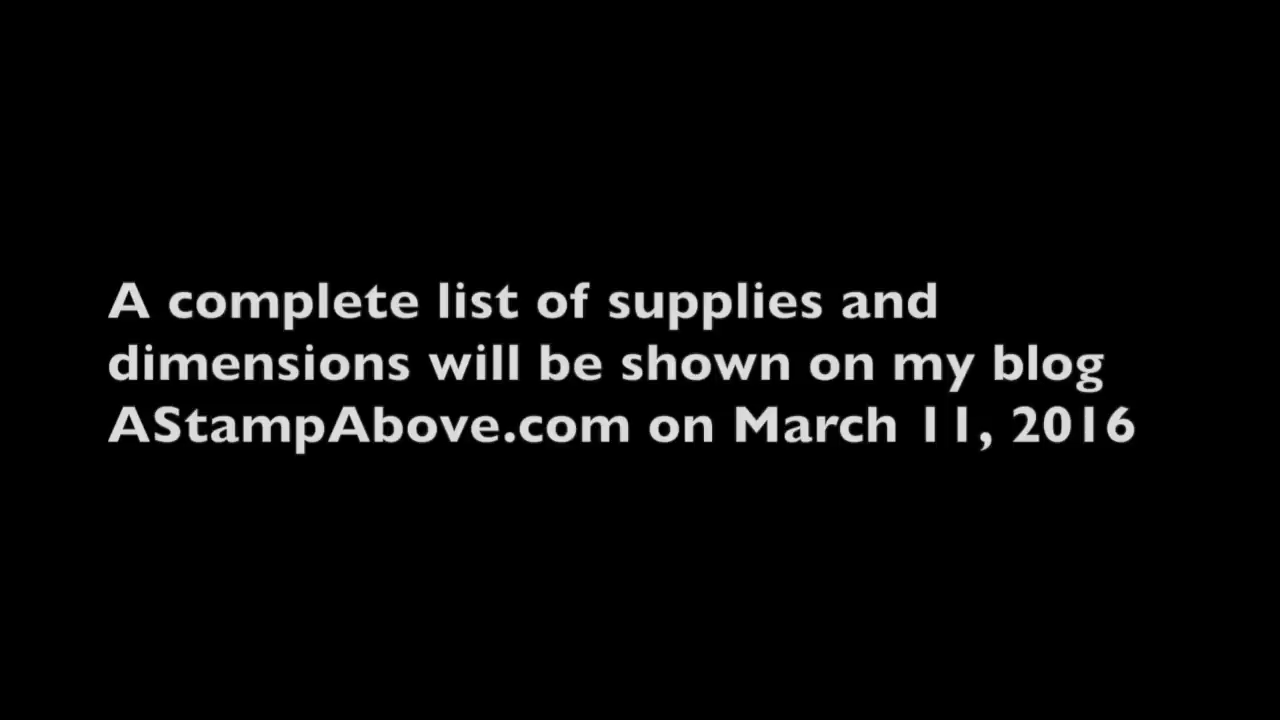 A complete list of supplies and
dimensions will be shown on my blog
AStampAbove.com on March 11, 2016